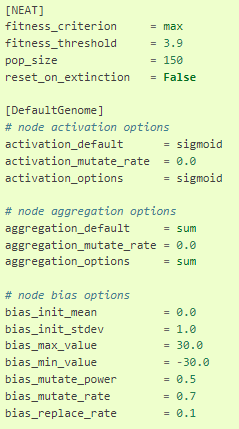 [NEAT]
fitness_criterion     = max
fitness_threshold     = 3.9
pop_size              = 150
reset_on_extinction   = False

[DefaultGenome]
# node activation options
activation_default      = sigmoid
activation_mutate_rate  = 0.0
activation_options      = sigmoid

# node aggregation options
aggregation_default     = sum
aggregation_mutate_rate = 0.0
aggregation_options     = sum

# node bias options
bias_init_mean          = 0.0
bias_init_stdev         = 1.0
bias_max_value          = 30.0
bias_min_value          = -30.0
bias_mutate_power       = 0.5
bias_mutate_rate        = 0.7
bias_replace_rate       = 0.1